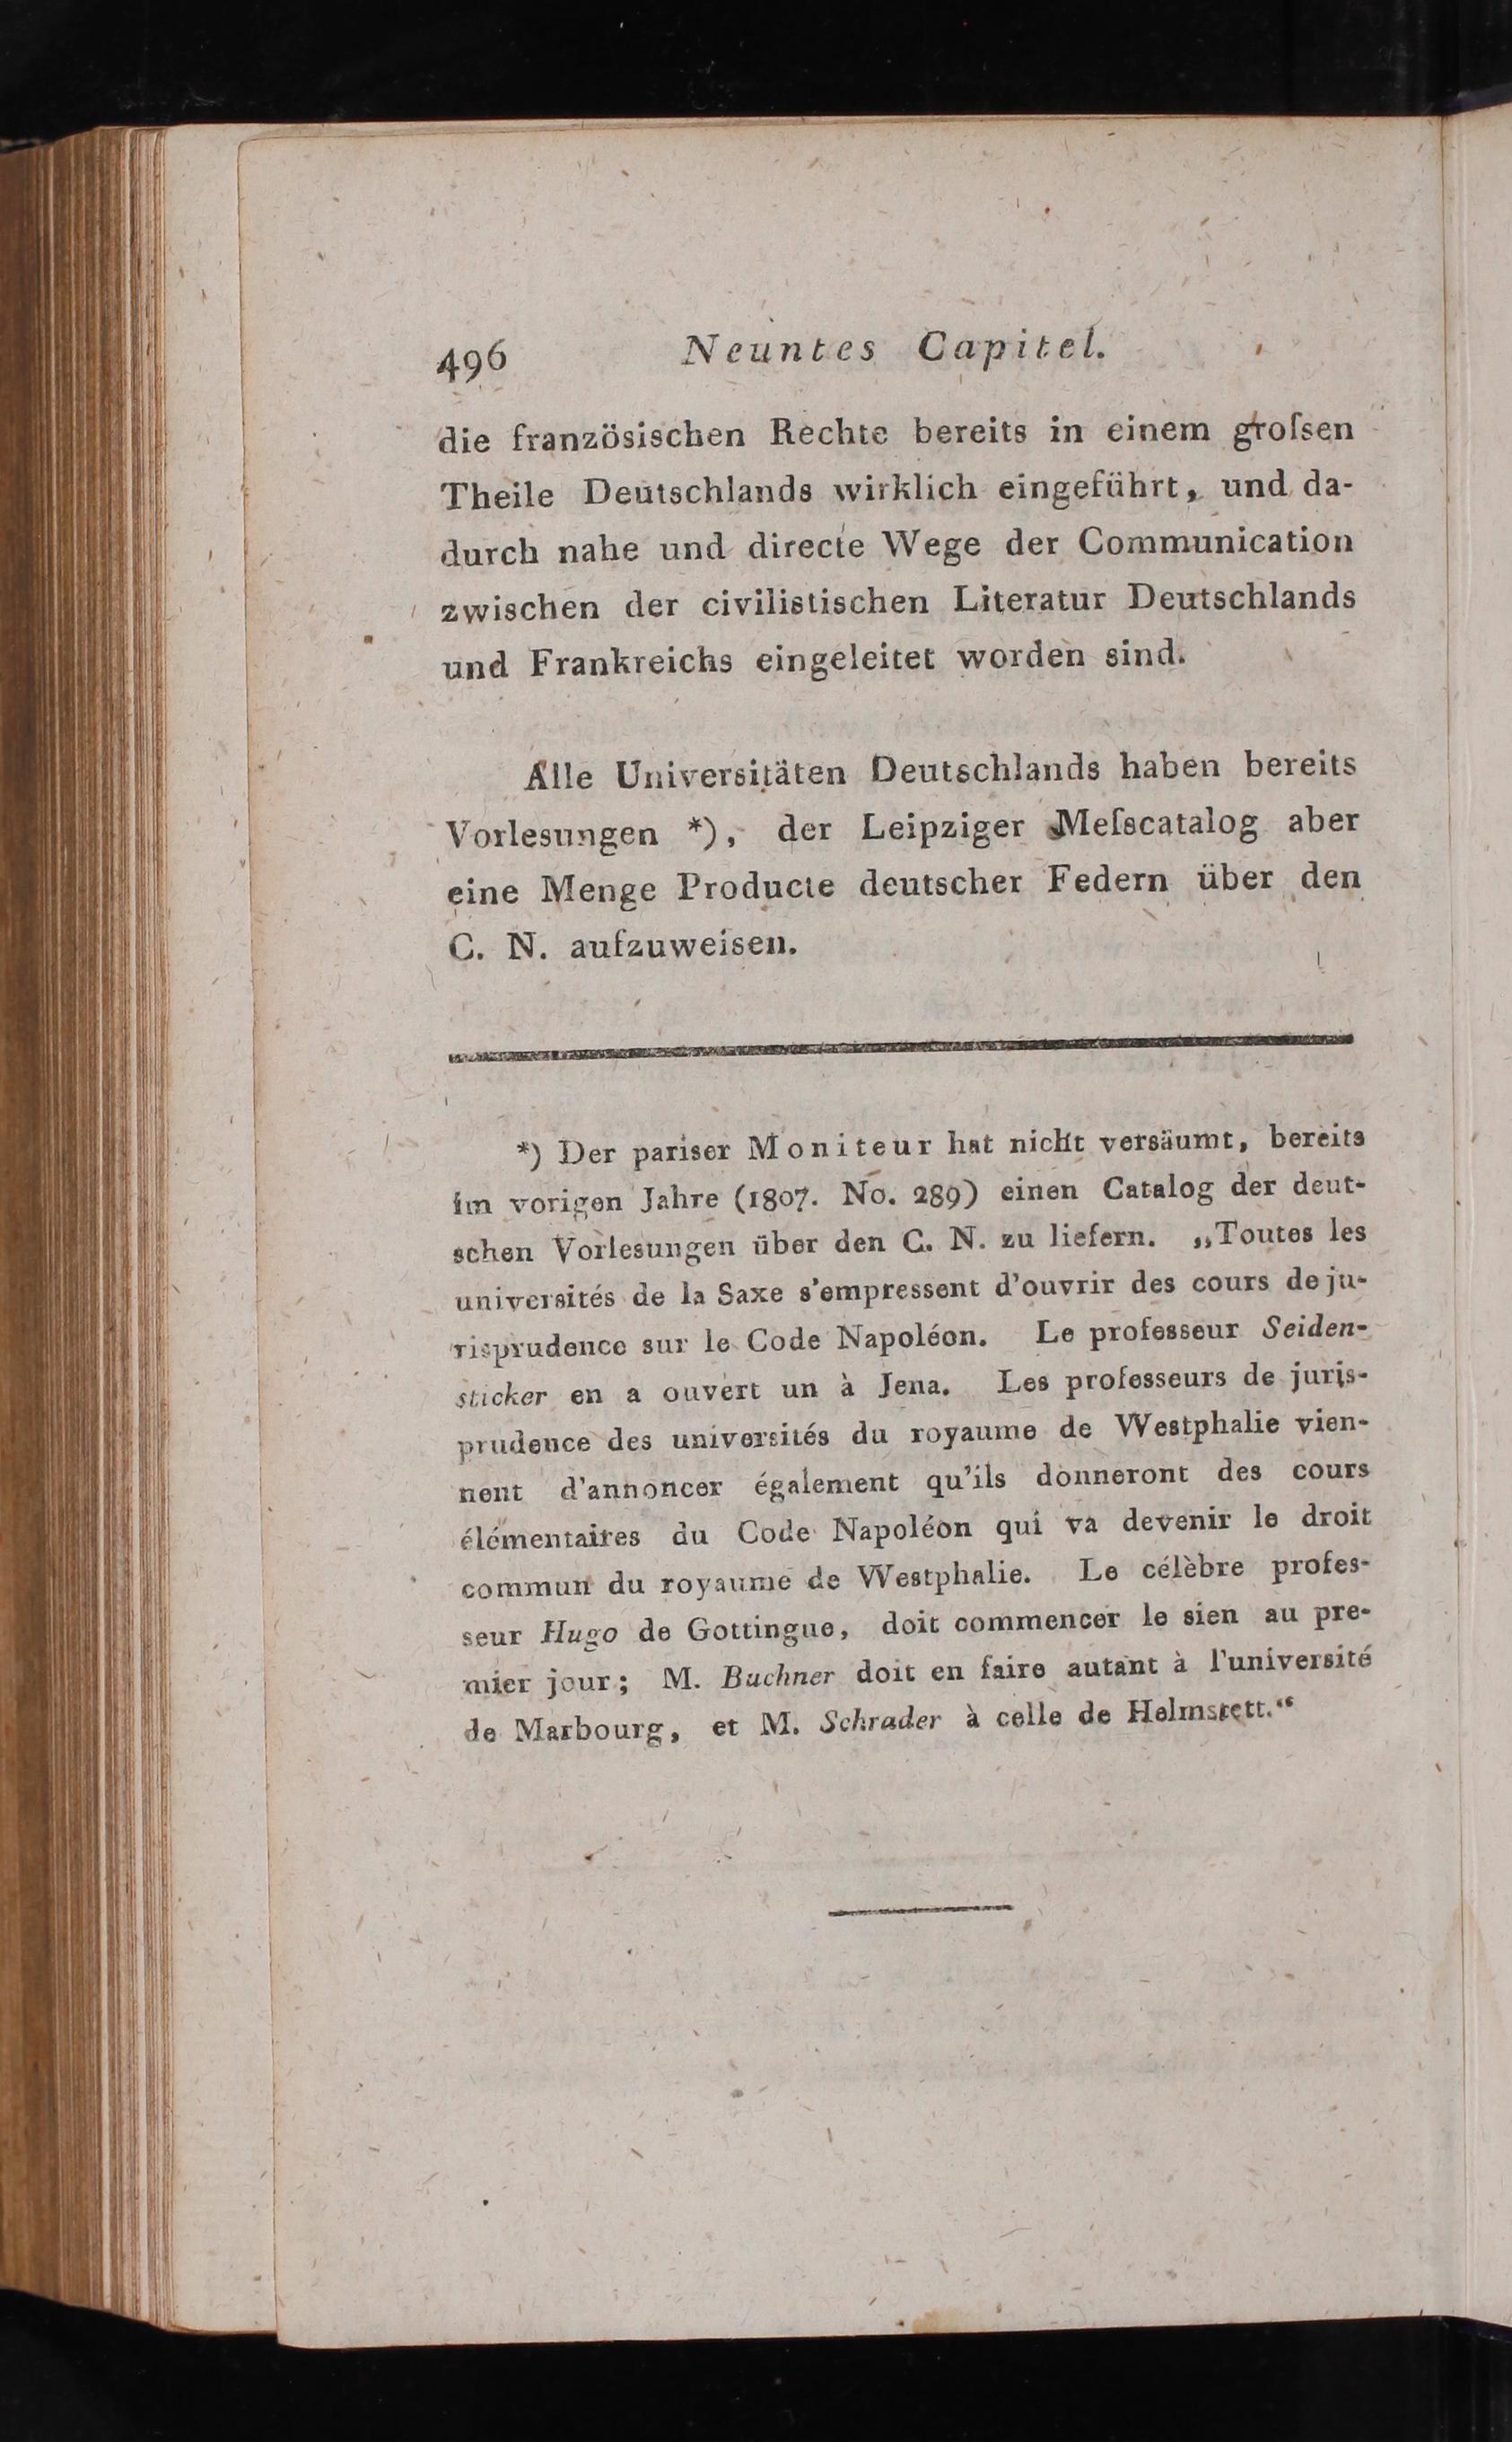 496 Neuntes Capitel.
die französischen Rechte bereits in einem groſsen
Theile Deutschlands wirklich eingeführt, und da-
durch nahe und directe Wege der Communication
zwischen der civilistischen Literatur Deutschlands
und Frankreichs eingeleitet worden sind.
Alle Universitäten Deutschlands haben bereits
Vorlesungen *), der Leipziger Meſscatalog aber
eine Menge Producte deutscher Federn über den
C. N. aufzuweisen.
*) Der pariser Moniteur hat nicht versäumt, bereits
im vorigen Jahre (1807. No. 289) einen Catalog der deut-
schen Vorlesungen über den C. N. zu liefern. „Toutes les
universités de la Saxe s'empressent d'ouvrir des cours de ju-
risprudence sur le Code Napoléon. Le professeur Seiden-
sticker en a ouvert un à Jena. Les professeurs de juris-
prudence des universités du royaume de Westphalie vien-
nent d'annoncer également qu'ils donneront des cours
élémentaires du Code Napoléon qui va devenir le droit
commun du royaume de Westphalie. Le célèbre profes-
seur Hugo de Gottingue, doit commencer le sien au pre-
mier jour; M. Buchner doit en faire autant à l'université
de Marbourg, et M. Schrader à celle de Helmstett.“